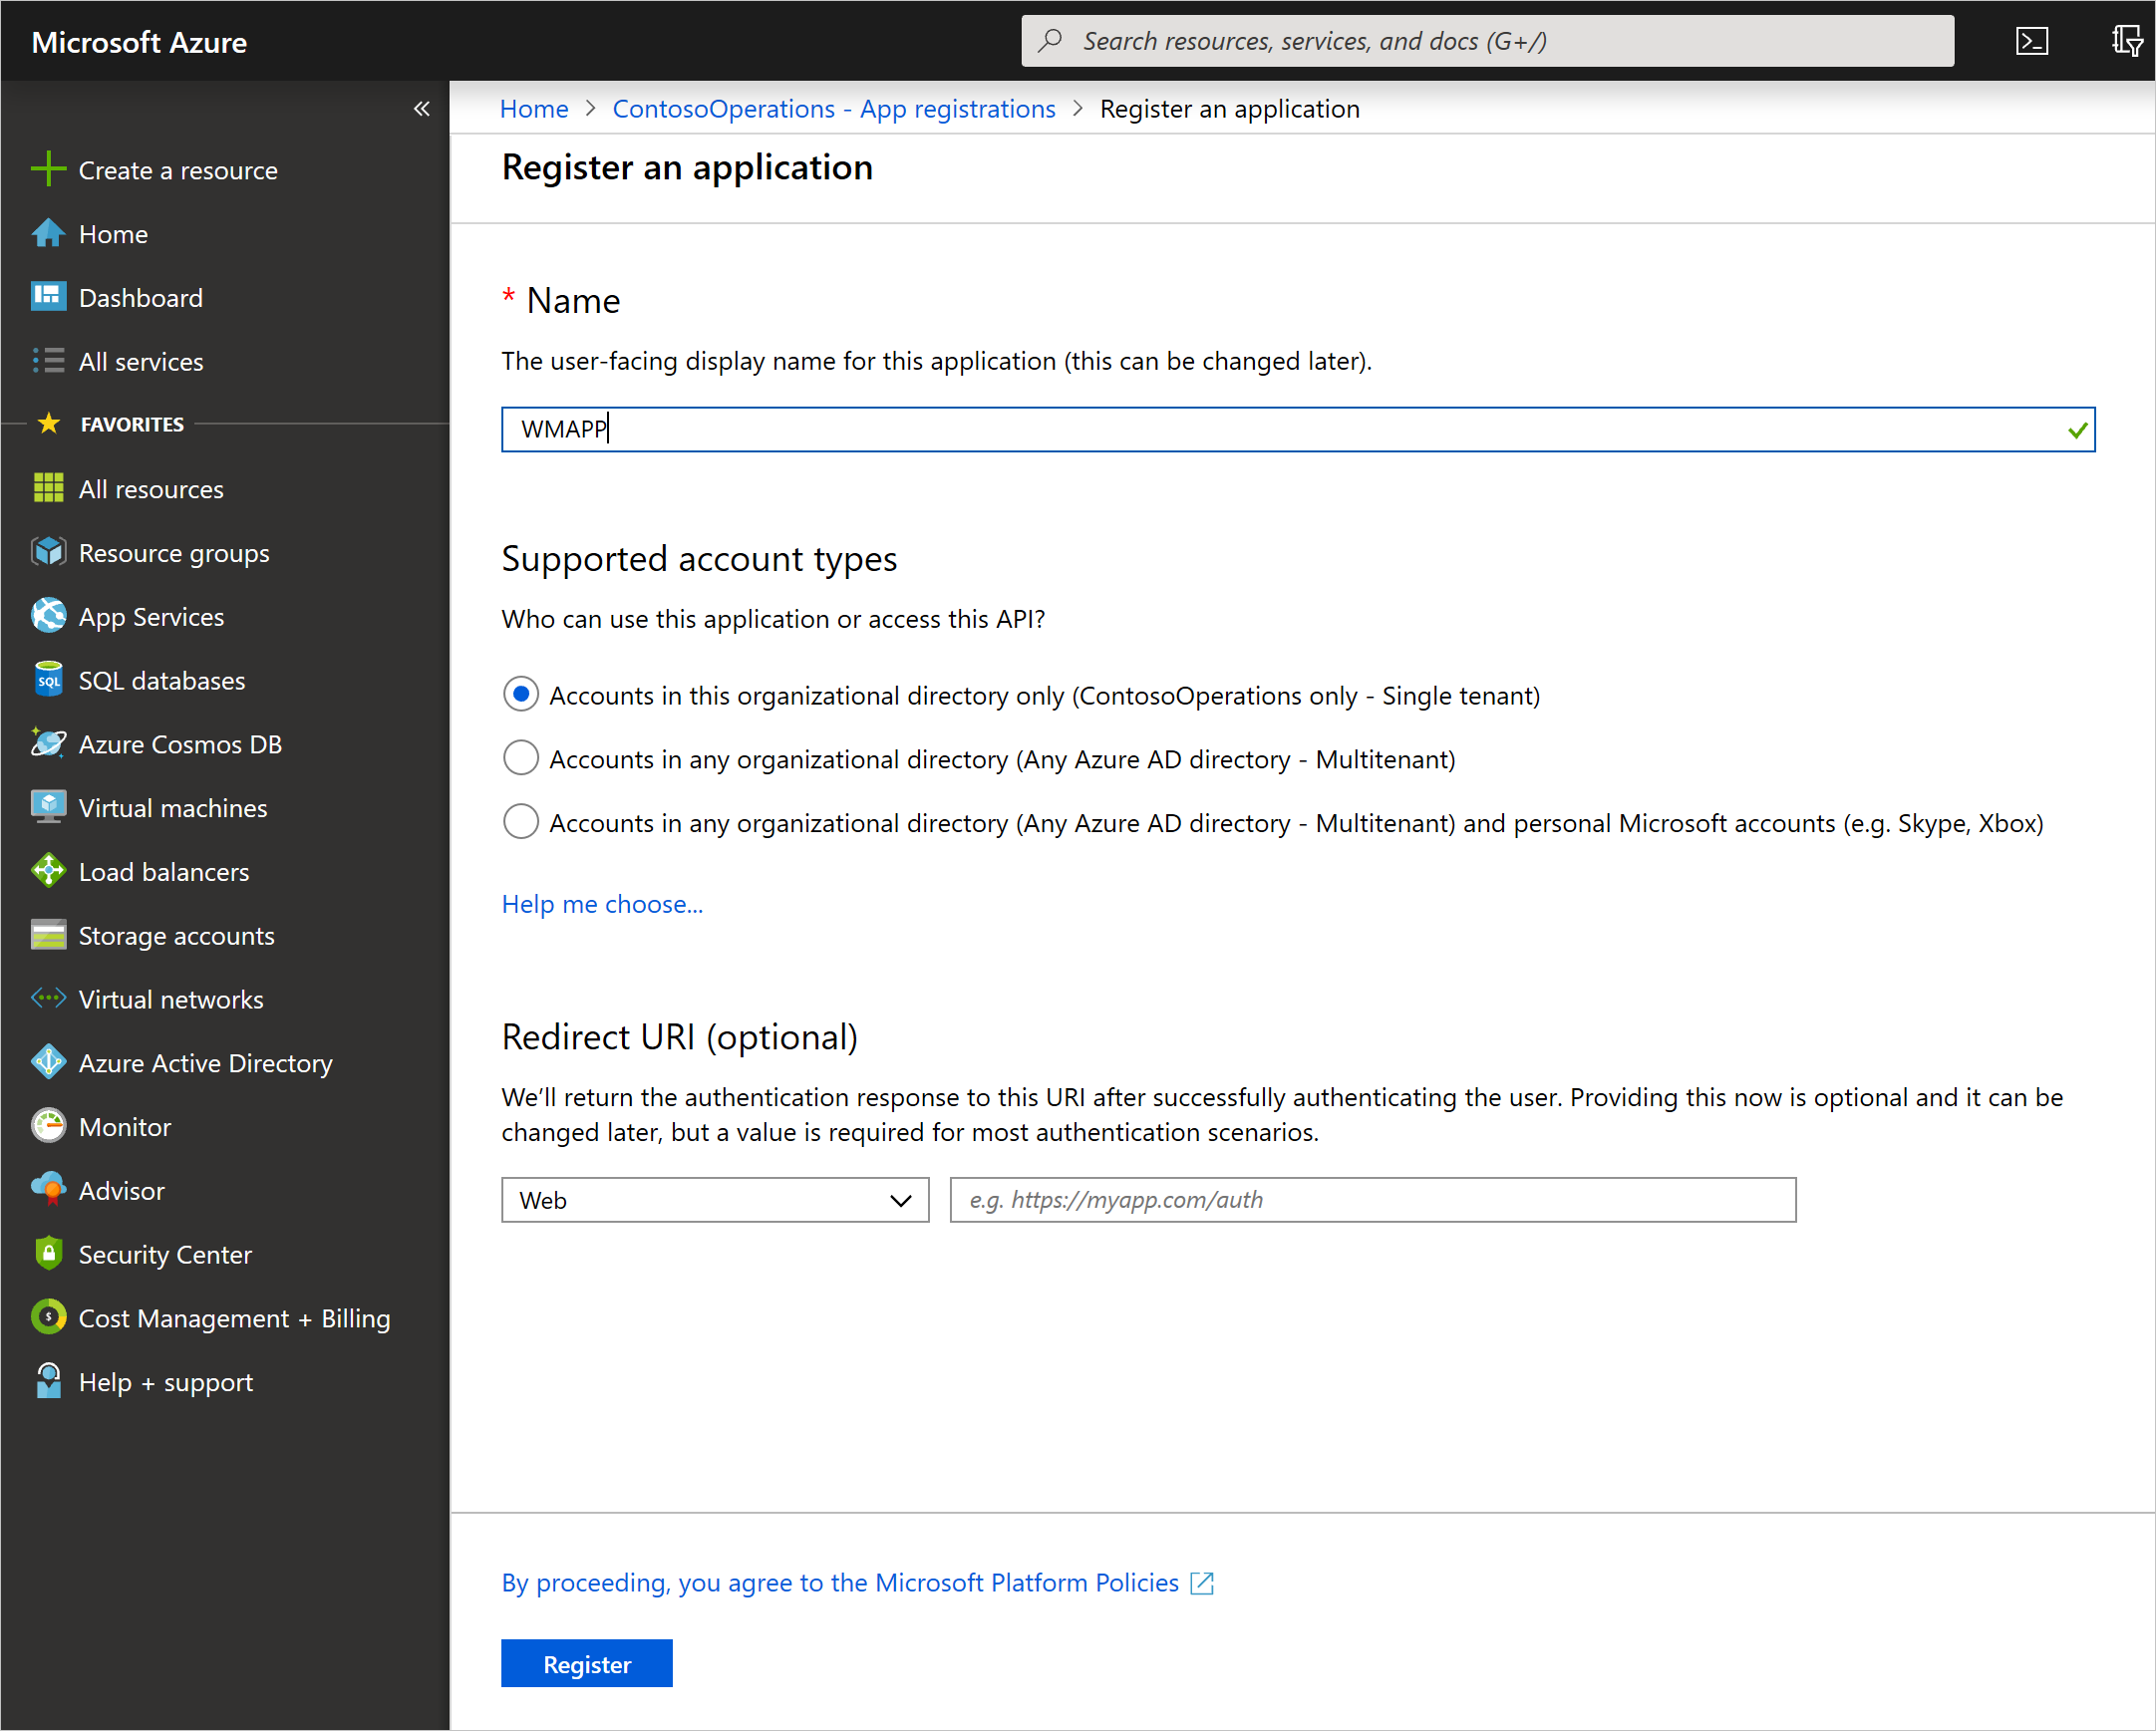 Microsoft Azure
Search resources, services, and docs (G+/)
Create a resource
Home
Dashboard
All services
FAVORITES
All resources
Resource groups
App Services
SQL
SQL databases
Azure Cosmos DB
Virtual machines
Load balancers
Storage accounts
Virtual networks
Azure Active Directory
Monitor
Advisor
Security Center
$
Cost Management + Billing
Help + support
Home > ContosoOperations - App registrations > Register an application
Register an application
* Name
The user-facing display name for this application (this can be changed later).
WMAPP
Supported account types
Who can use this application or access this API?
Accounts in this organizational directory only (ContosoOperations only - Single tenant)
Accounts in any organizational directory (Any Azure AD directory - Multitenant)
Accounts in any organizational directory (Any Azure AD directory - Multitenant) and personal Microsoft accounts (e.g. Skype, Xbox)
Help me choose...
Redirect URI (optional)
We’ll return the authentication response to this URI after successfully authenticating the user. Providing this now is optional and it can be
changed later, but a value is required for most authentication scenarios.
Web
e.g. https://myapp.com/auth
By proceeding, you agree to the Microsoft Platform Policies
Register